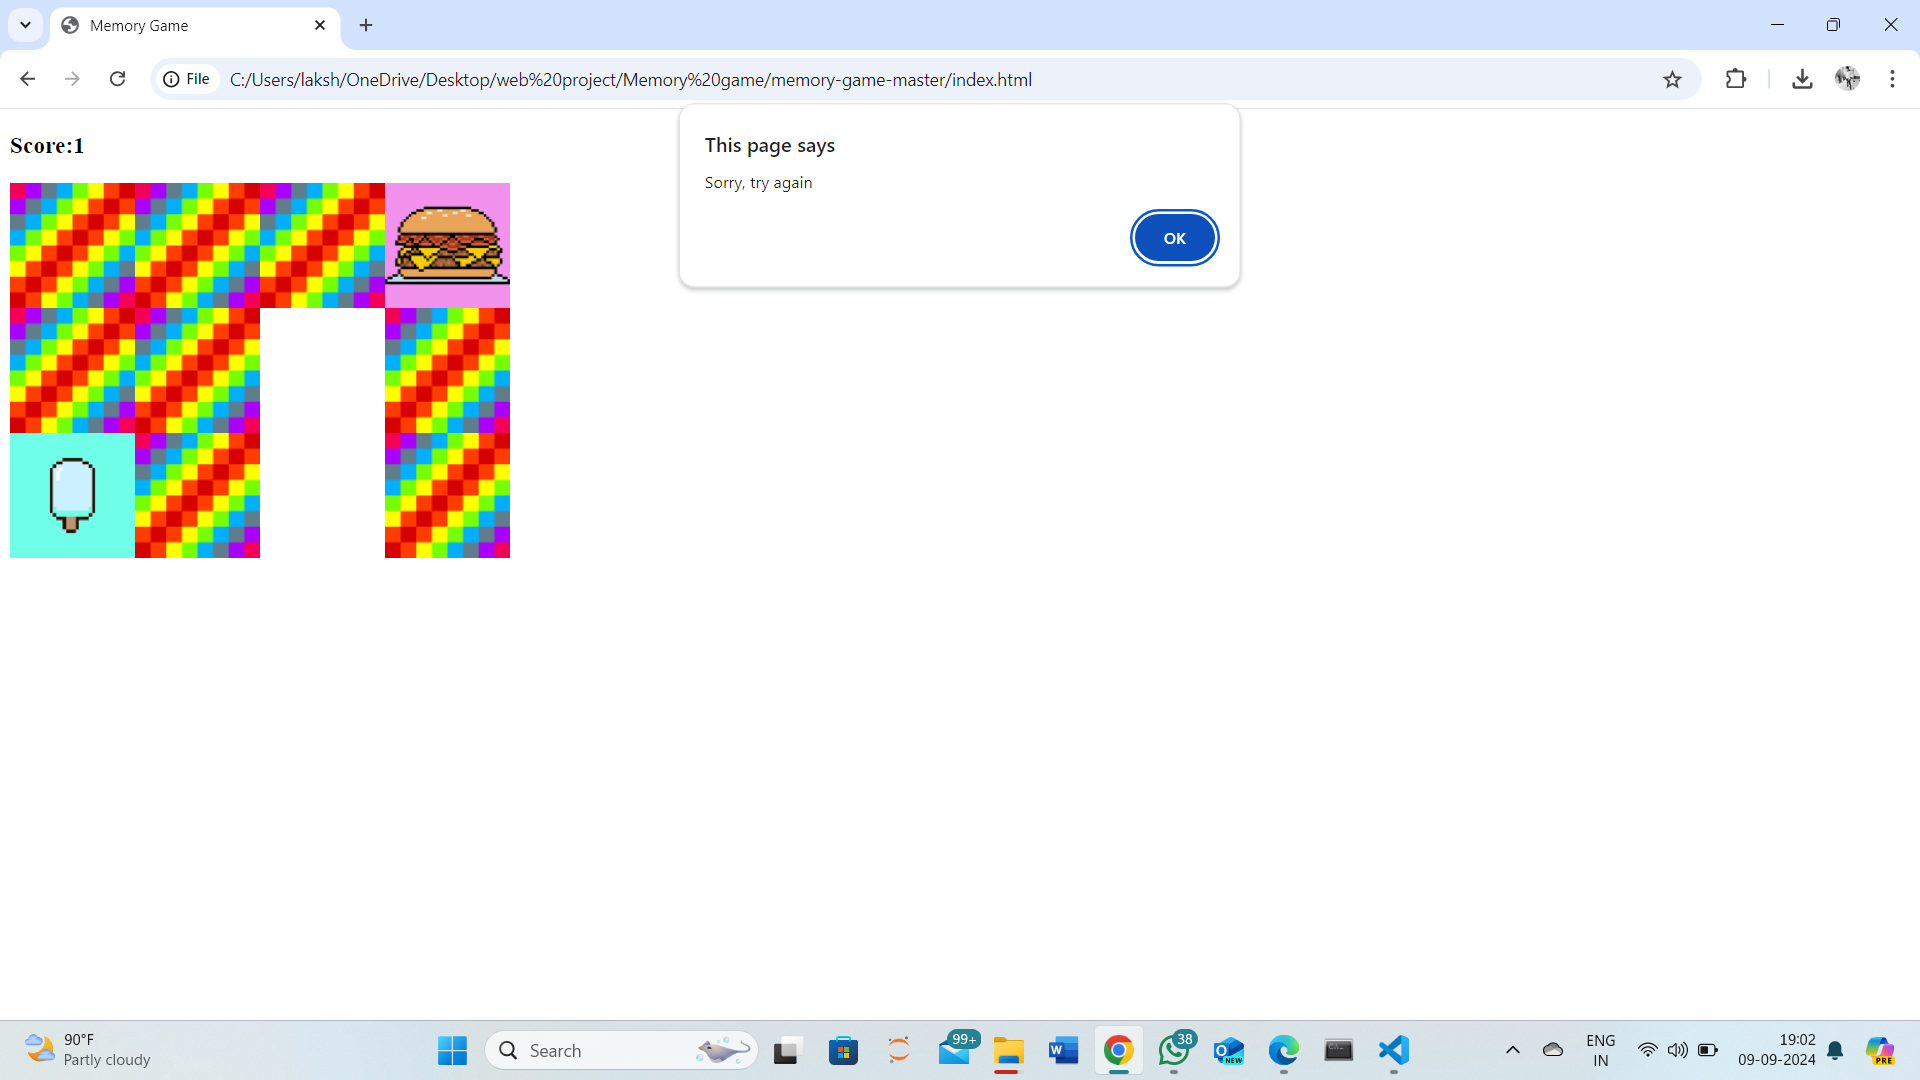 Memory Game
File
C:/Users/laksh/OneDrive/Desktop/web%20project/Memory%20game/memory-game-master/index.html
Score:1
This page says
Sorry, try again
OK
90°F
Partly cloudy
Search
99+
W
38
NEW
ENG
IN
19:02
09-09-2024
PRE